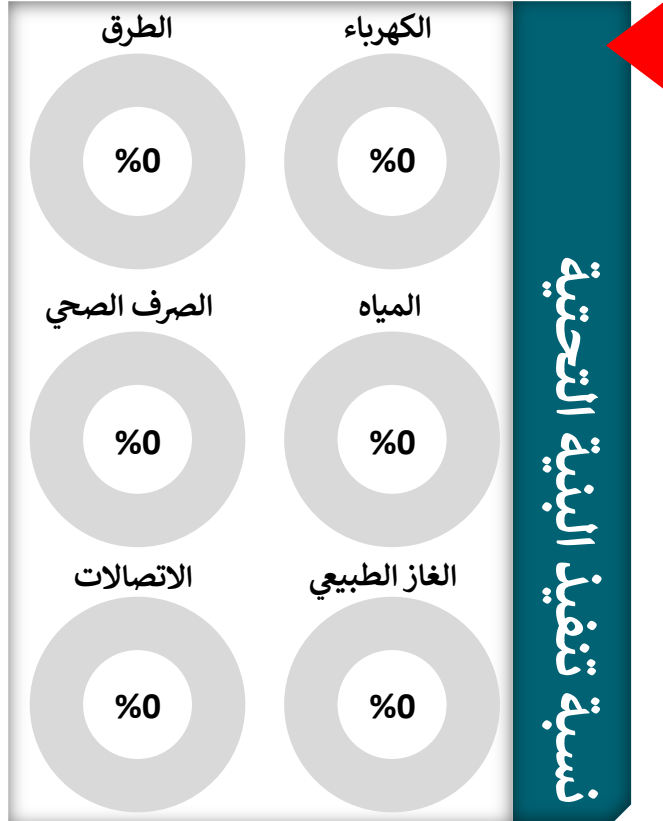 نسبة تنفيذ البنية التحتية
الكهرباء
الطرق
%0
%0
المياه
الصرف الصحي
%0
%0
الغاز الطبيعي
الاتصالات
%0
%0